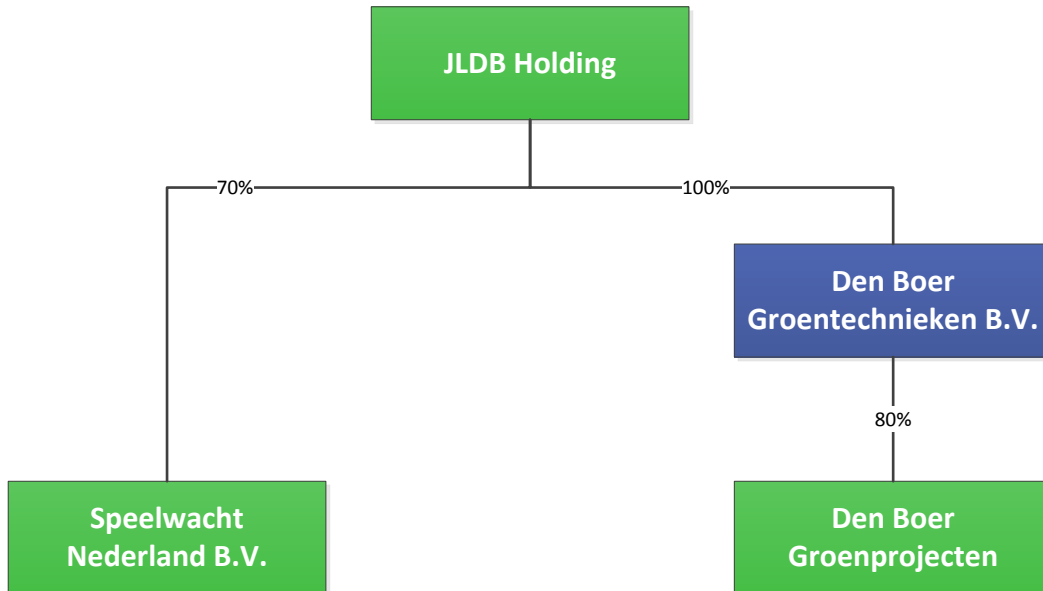 JLDB Holding
70%
100%
Den Boer
Groentechnieken B.V.
80%
Speelwacht
Nederland B.V.
Den Boer
Groenprojecten